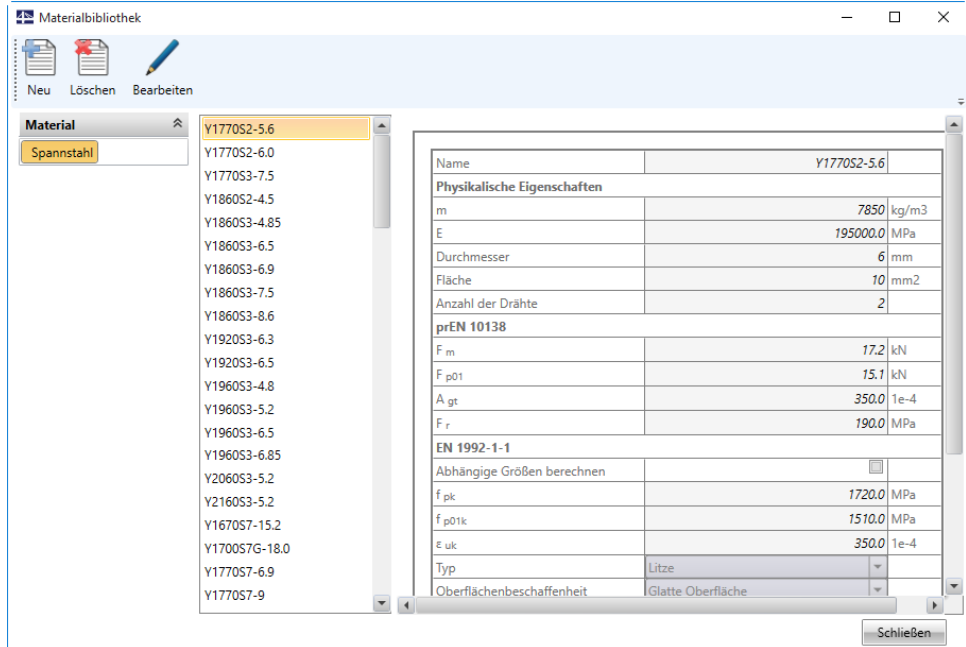 Materialbibliothek
Neu
Löschen
Bearbeiten
Material
Spannstahl
Y1770S2-5.6
Y1770S2-6.0
Y1770S3-7.5
Y1860S2-4.5
Y1860S3-4.85
Y1860S3-6.5
Y1860S3-6.9
Y1860S3-7.5
Y1860S3-8.6
Y1920S3-6.3
Y1920S3-6.5
Y1960S3-4.8
Y1960S3-5.2
Y1960S3-6.5
Y1960S3-6.85
Y2060S3-5.2
Y2160S3-5.2
Y1670S7-15.2
Y1700S7G-18.0
Y1770S7-6.9
Y1770S7-9
Name Y1770S2-5.6
Physikalische Eigenschaften
m 7850 kg/m3
E 195000.0 MPa
Durchmesser 6 mm
Fläche 10 mm2
Anzahl der Drähte 2
prEN 10138
F m 17.2 kN
F p01 15.1 kN
A gt 350.0 1e-4
F r 190.0 MPa
EN 1992-1-1
Abhängige Größen berechnen
f pk 1720.0 MPa
f p01k 1510.0 MPa
ε uk 350.0 1e-4
Typ Litze
Oberflächenbeschaffenheit Glatte Oberfläche
Schließen